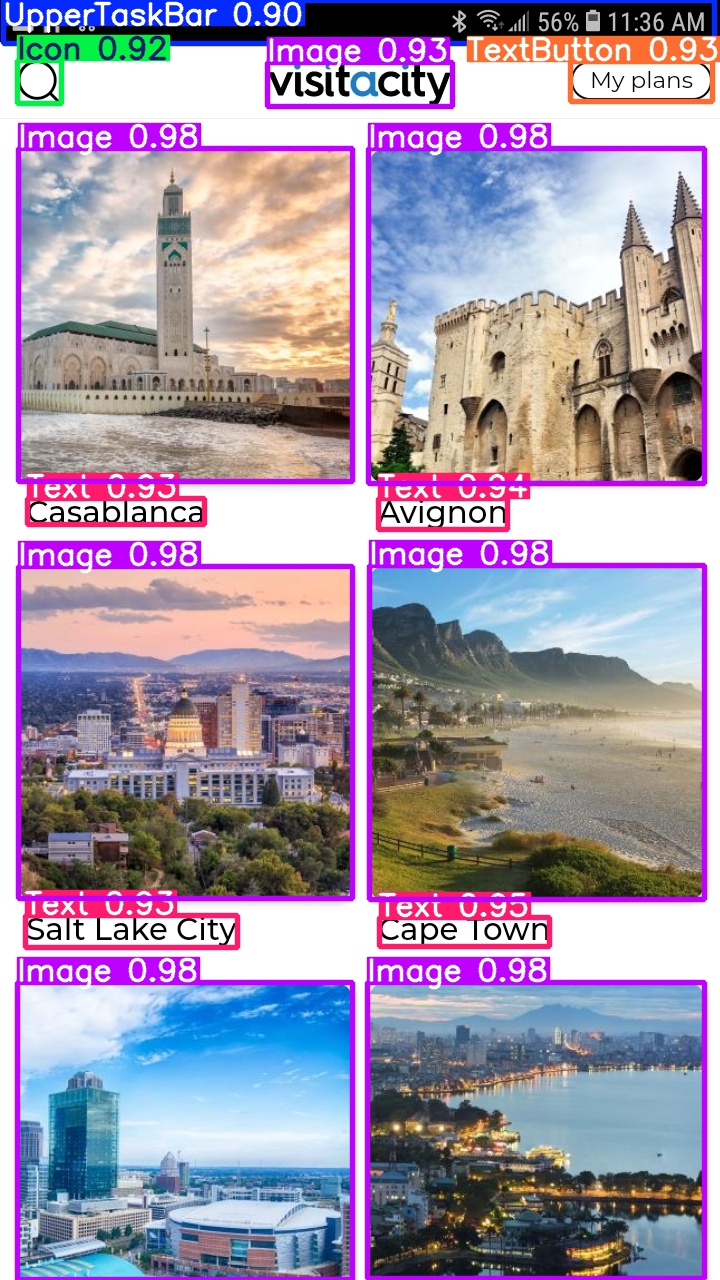 UpperTaskBar 0.90
56% 11:36 AM
Icon 0.92
Image 0.93
TextButton 0.93
visitacity
My plans
Image 0.98
Image 0.98
Text 0.93
Text 0.94
Casablanca
Avignon
Image 0.98
Image 0.98
Text 0.93
Text 0.95
Salt Lake City
Cape Town
Image 0.98
Image 0.98